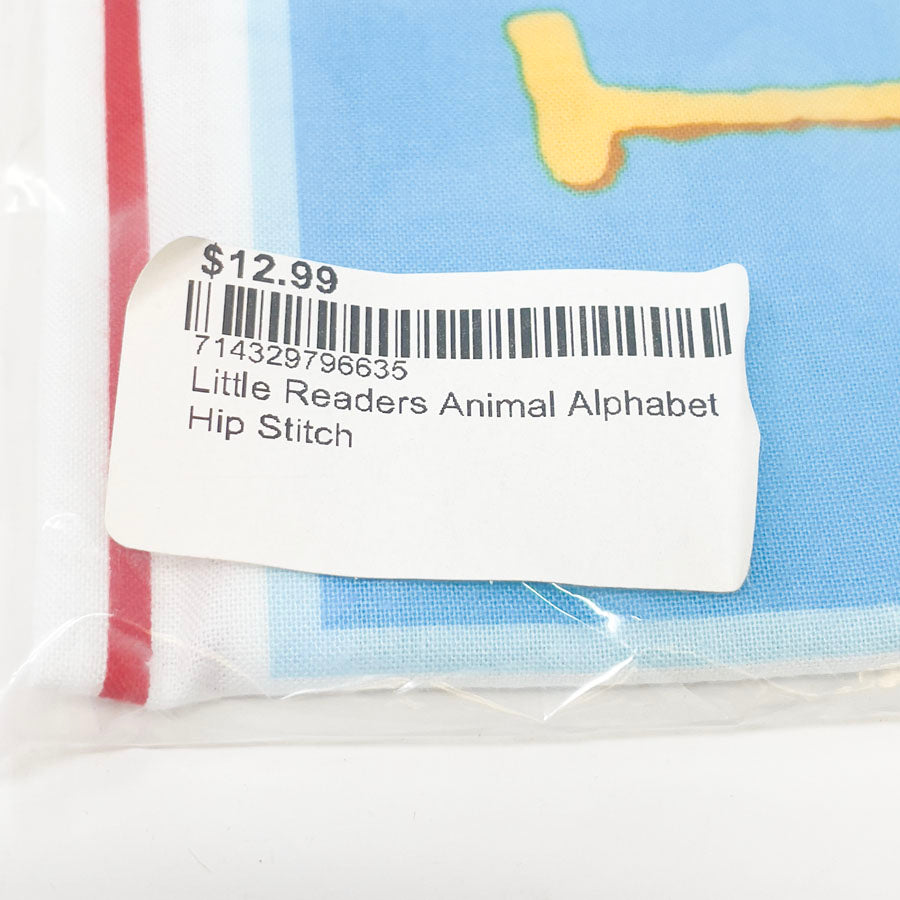 $12.99
714329796635
Little Readers Animal Alphabet
Hip Stitch